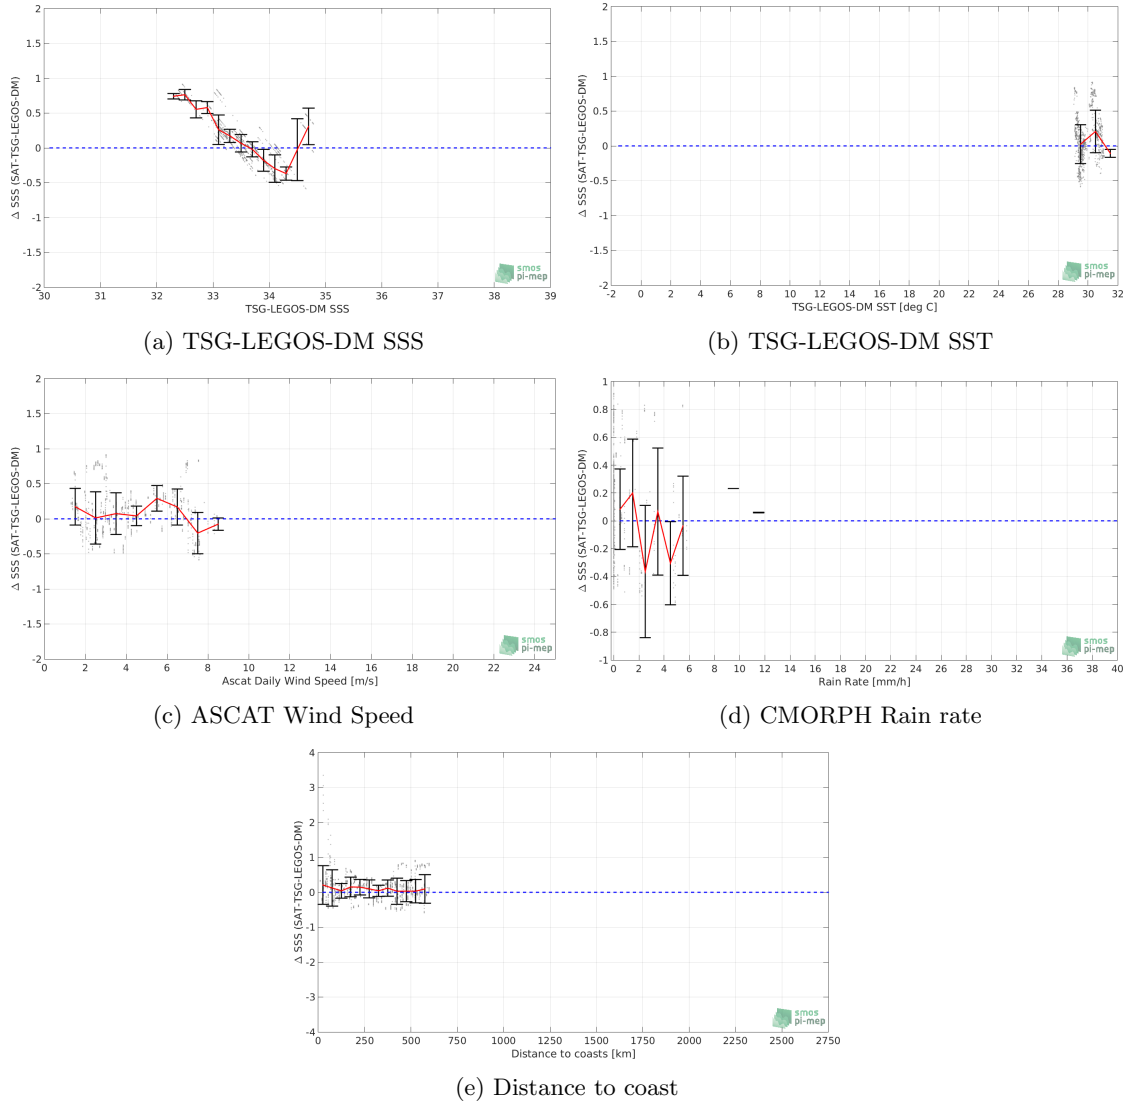 2
1.5
1
0.5
0
-0.5
-1
-1.5
-2
Δ SSS (SAT-TSG-LEGOS-DM)
30 31 32 33 34 35 36 37 38 39
TSG-LEGOS-DM SSS
smos
pi-mep
(a) TSG-LEGOS-DM SSS
2
1.5
1
0.5
0
-0.5
-1
-1.5
-2
Δ SSS (SAT-TSG-LEGOS-DM)
-2 0 2 4 6 8 10 12 14 16 18 20 22 24 26 28 30 32
TSG-LEGOS-DM SST [deg C]
smos
pi-mep
(b) TSG-LEGOS-DM SST
2
1.5
1
0.5
0
-0.5
-1
-1.5
-2
Δ SSS (SAT-TSG-LEGOS-DM)
0 2 4 6 8 10 12 14 16 18 20 22 24
Ascat Daily Wind Speed [m/s]
smos
pi-mep
(c) ASCAT Wind Speed
1
0.8
0.6
0.4
0.2
0
-0.2
-0.4
-0.6
-0.8
-1
Δ SSS (SAT-TSG-LEGOS-DM)
0 2 4 6 8 10 12 14 16 18 20 22 24 26 28 30 32 34 36 38 40
Rain Rate [mm/h]
smos
pi-mep
(d) CMORPH Rain rate
4
3
2
1
0
-1
-2
-3
-4
Δ SSS (SAT-TSG-LEGOS-DM)
0 250 500 750 1000 1250 1500 1750 2000 2250 2500 2750
Distance to coasts [km]
smos
pi-mep
(e) Distance to coast